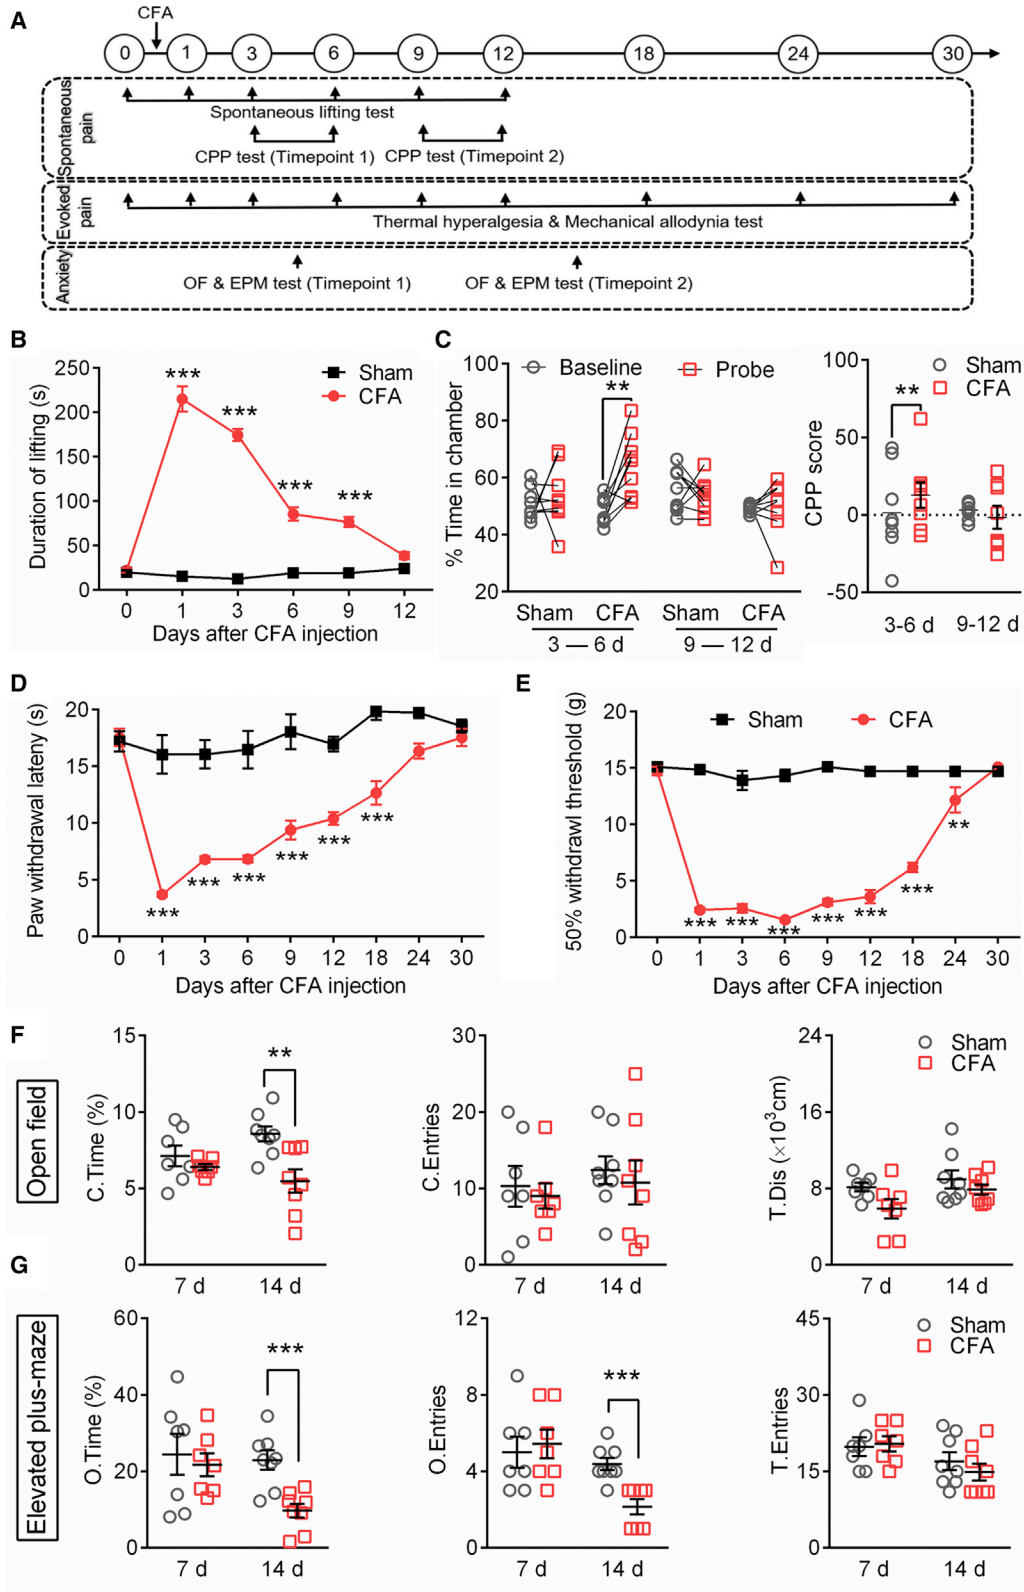 A
CFA
0 1 3 6 9 12 18 24 30
Spontaneous
pain
Spontaneous lifting test
CPP test (Timepoint 1) CPP test (Timepoint 2)
Evoked
pain
Thermal hyperalgesia & Mechanical allodynia test
Anxiety
OF & EPM test (Timepoint 1) OF & EPM test (Timepoint 2)
B
Duration of lifting (s)
250
200
150
100
50
0
Sham
CFA
***
***
***
***
0 1 3 6 9 12
Days after CFA injection
C
% Time in chamber
100
80
60
40
20
Baseline Probe
**
Sham CFA Sham CFA
3 — 6 d 9 — 12 d
CPP score
100
50
0
-50
Sham
CFA
**
3-6 d 9-12 d
D
Paw withdrawal lateny (s)
20
15
10
5
0
***
***
***
***
***
***
0 1 3 6 9 12 18 24 30
Days after CFA injection
E
50% withdrawl threshold (g)
20
15
10
5
0
Sham CFA
***
***
***
***
***
***
**
0 1 3 6 9 12 18 24 30
Days after CFA injection
F
Open field
C.Time (%)
15
10
5
0
**
7 d 14 d
C.Entries
30
20
10
0
7 d 14 d
T.Dis (×10³cm)
24
16
8
0
Sham
CFA
7 d 14 d
G
Elevated plus-maze
O.Time (%)
60
40
20
0
***
7 d 14 d
O.Entries
12
8
4
0
***
7 d 14 d
T.Entries
45
30
15
0
Sham
CFA
7 d 14 d